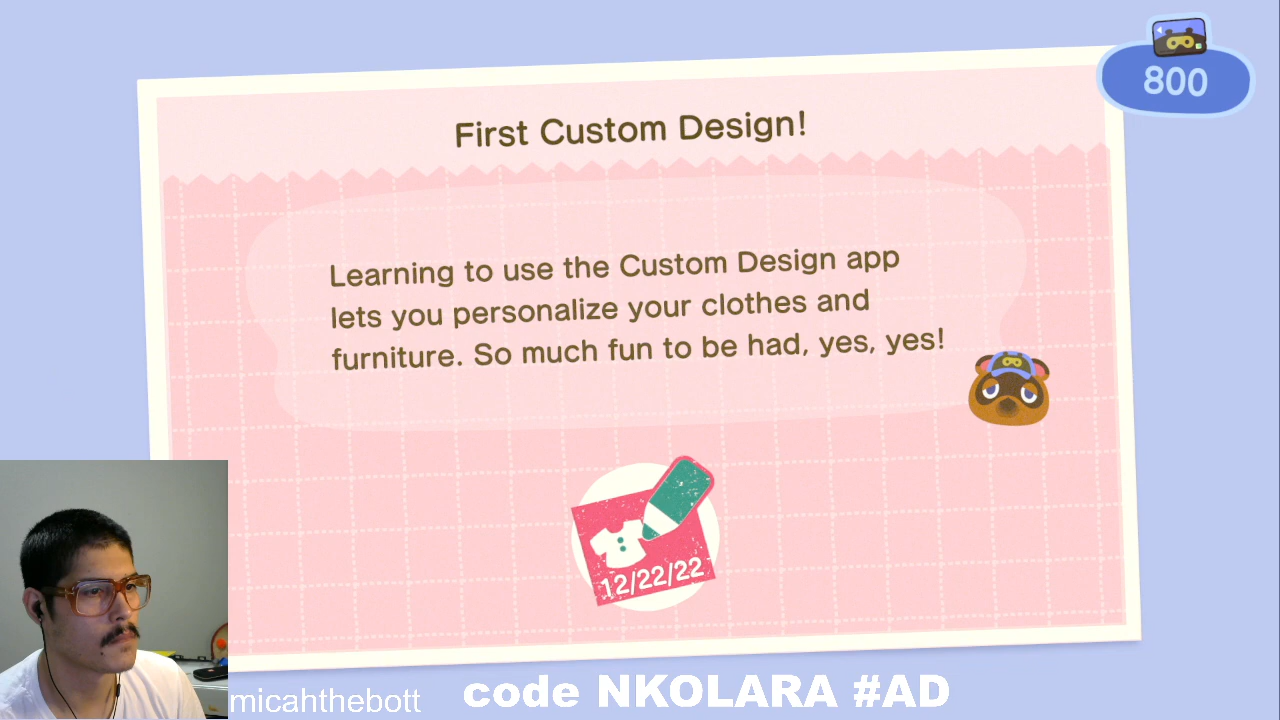 800
First Custom Design!
Learning to use the Custom Design app
lets you personalize your clothes and
furniture. So much fun to be had, yes, yes!
12/22/22
micahthebott
code NKOLARA #AD